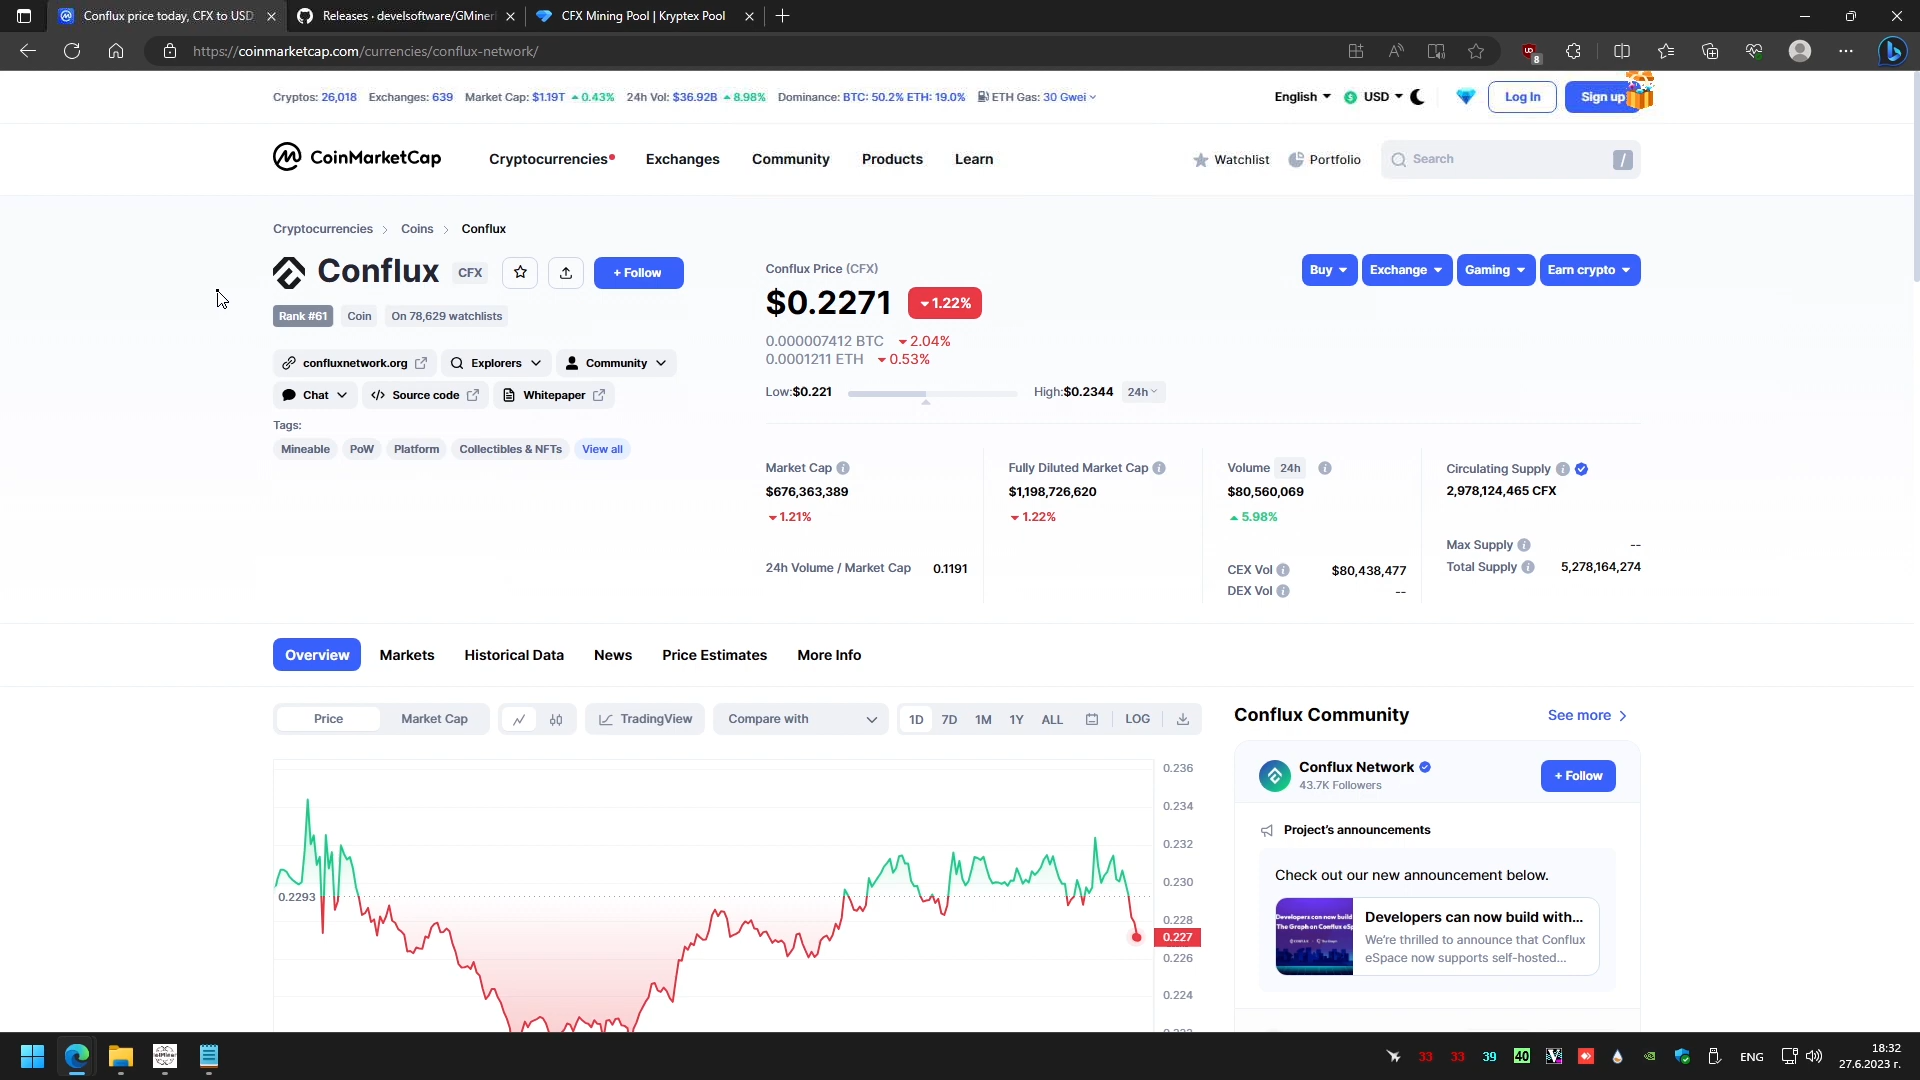 Conflux price today, CFX to USD
Releases · develsoftware/GMiner
CFX Mining Pool | Kryptex Pool
https://coinmarketcap.com/currencies/conflux-network/
8
Cryptos: 26,018 Exchanges: 639 Market Cap: $1.19T 0.43% 24h Vol: $36.92B 8.98% Dominance: BTC: 50.2% ETH: 19.0% ETH Gas: 30 Gwei
English USD Log In Sign up
CoinMarketCap
Cryptocurrencies Exchanges Community Products Learn
Watchlist Portfolio Search /
Cryptocurrencies > Coins > Conflux
Conflux CFX + Follow
Rank #61 Coin On 78,629 watchlists
confluxnetwork.org Explorers Community
Chat Source code Whitepaper
Tags:
Mineable PoW Platform Collectibles & NFTs View all
Conflux Price (CFX)
$0.2271 1.22%
0.000007412 BTC 2.04%
0.0001211 ETH 0.53%
Low:$0.221 High:$0.2344 24h
Buy Exchange Gaming Earn crypto
Market Cap
$676,363,389
1.21%
24h Volume / Market Cap 0.1191
Fully Diluted Market Cap
$1,198,726,620
1.22%
Volume 24h
$80,560,069
5.98%
CEX Vol $80,438,477
DEX Vol --
Circulating Supply
2,978,124,465 CFX
Max Supply --
Total Supply 5,278,164,274
Overview Markets Historical Data News Price Estimates More Info
Price Market Cap TradingView Compare with 1D 7D 1M 1Y ALL LOG
0.2293
0.236
0.234
0.232
0.230
0.228
0.227
0.226
0.224
Conflux Community See more >
Conflux Network
43.7K Followers
+ Follow
Project's announcements
Check out our new announcement below.
Developers can now build with...
We're thrilled to announce that Conflux
eSpace now supports self-hosted...
33 33 39 40 ENG
18:32
27.6.2023 г.